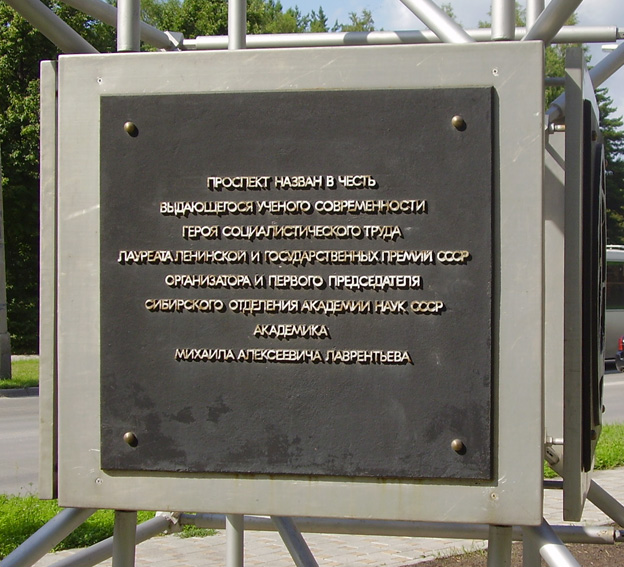 ПРОСПЕКТ НАЗВАН В ЧЕСТЬ
ВЫДАЮЩЕГОСЯ УЧЕНОГО СОВРЕМЕННОСТИ
ГЕРОЯ СОЦИАЛИСТИЧЕСКОГО ТРУДА
ЛАУРЕАТА ЛЕНИНСКОЙ И ГОСУДАРСТВЕННЫХ ПРЕМИЙ СССР
ОРГАНИЗАТОРА И ПЕРВОГО ПРЕДСЕДАТЕЛЯ
СИБИРСКОГО ОТДЕЛЕНИЯ АКАДЕМИИ НАУК СССР
АКАДЕМИКА
МИХАИЛА АЛЕКСЕЕВИЧА ЛАВРЕНТЬЕВА